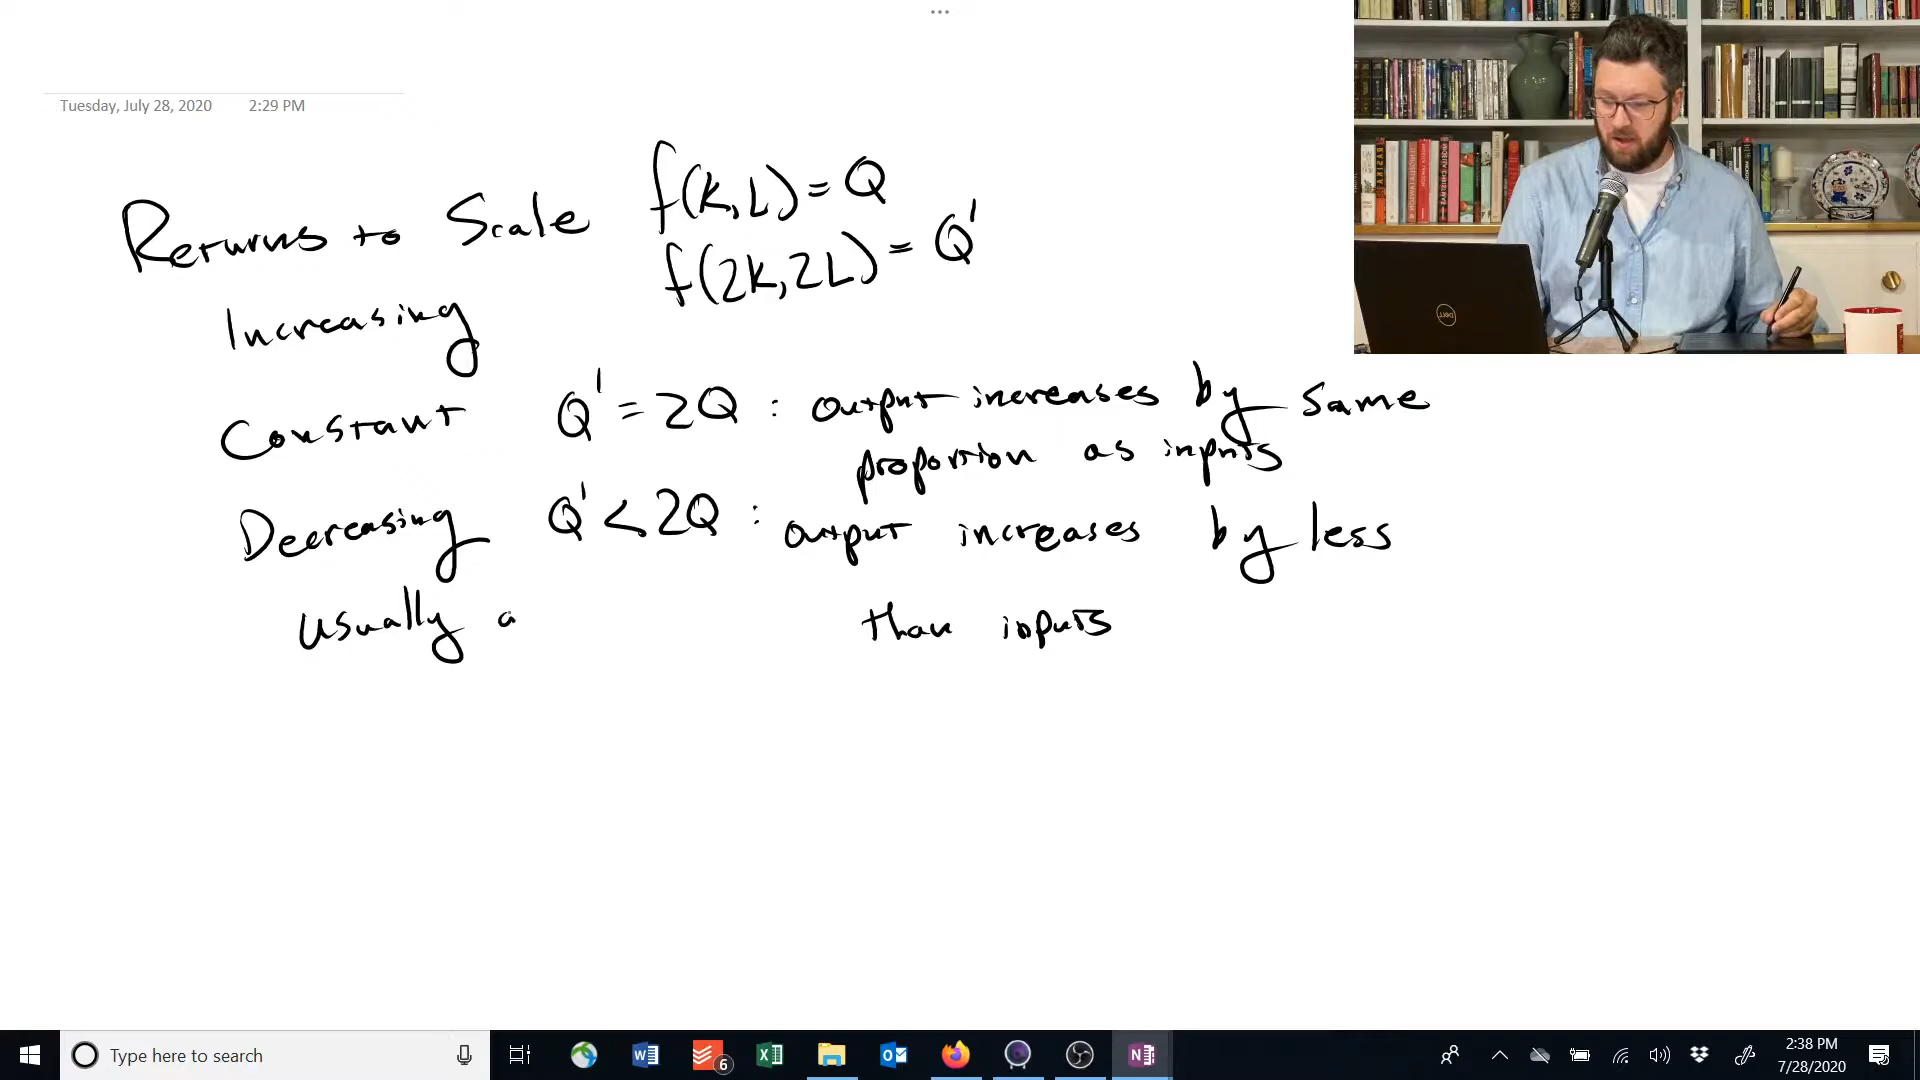 Tuesday, July 28, 2020 2:29 PM
Returns to Scale f(K,L)=Q
f(2K,2L)=Q'
Increasing
Constant Q'=2Q : output increases by same
proportion as inputs
Decreasing Q'<2Q : output increases by less
than inputs
usually a
DELL
Type here to search
6
2:38 PM
7/28/2020